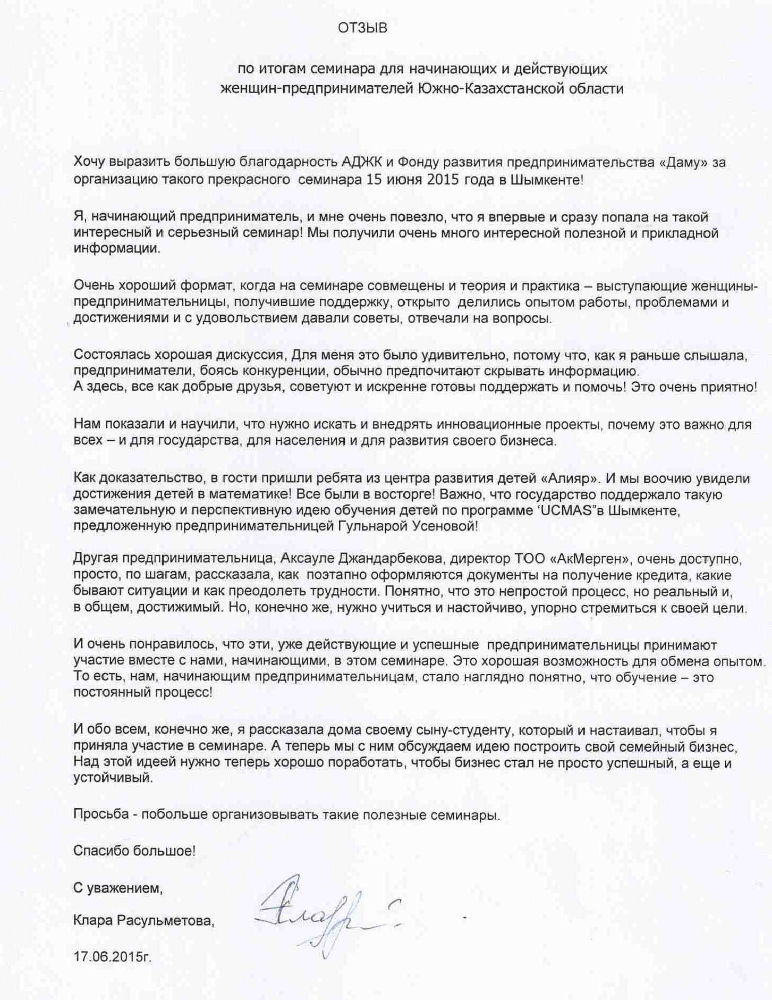 ОТЗЫВ
по итогам семинара для начинающих и действующих
женщин-предпринимателей Южно-Казахстанской области
Хочу выразить большую благодарность АДЖК и Фонду развития предпринимательства «Даму» за
организацию такого прекрасного семинара 15 июня 2015 года в Шымкенте!
Я, начинающий предприниматель, и мне очень повезло, что я впервые и сразу попала на такой
интересный и серьезный семинар! Мы получили очень много интересной полезной и прикладной
информации.
Очень хороший формат, когда на семинаре совмещены и теория и практика – выступающие женщины-
предпринимательницы, получившие поддержку, открыто делились опытом работы, проблемами и
достижениями и с удовольствием давали советы, отвечали на вопросы.
Состоялась хорошая дискуссия, Для меня это было удивительно, потому что, как я раньше слышала,
предприниматели, боясь конкуренции, обычно предпочитают скрывать информацию.
А здесь, все как добрые друзья, советуют и искренне готовы поддержать и помочь! Это очень приятно!
Нам показали и научили, что нужно искать и внедрять инновационные проекты, почему это важно для
всех – и для государства, для населения и для развития своего бизнеса.
Как доказательство, в гости пришли ребята из центра развития детей «Алияр». И мы воочию увидели
достижения детей в математике! Все были в восторге! Важно, что государство поддержало такую
замечательную и перспективную идею обучения детей по программе ‘UCMAS”в Шымкенте,
предложенную предпринимательницей Гульнарой Усеновой!
Другая предпринимательница, Аксауле Джандарбекова, директор ТОО «АкМерген», очень доступно,
просто, по шагам, рассказала, как поэтапно оформляются документы на получение кредита, какие
бывают ситуации и как преодолеть трудности. Понятно, что это непростой процесс, но реальный и,
в общем, достижимый. Но, конечно же, нужно учиться и настойчиво, упорно стремиться к своей цели.
И очень понравилось, что эти, уже действующие и успешные предпринимательницы принимают
участие вместе с нами, начинающими, в этом семинаре. Это хорошая возможность для обмена опытом.
То есть, нам, начинающим предпринимательницам, стало наглядно понятно, что обучение – это
постоянный процесс!
И обо всем, конечно же, я рассказала дома своему сыну-студенту, который и настаивал, чтобы я
приняла участие в семинаре. А теперь мы с ним обсуждаем идею построить свой семейный бизнес,
Над этой идеей нужно теперь хорошо поработать, чтобы бизнес стал не просто успешный, а еще и
устойчивый.
Просьба - побольше организовывать такие полезные семинары.
Спасибо большое!
С уважением,
Клара Расульметова,
17.06.2015г.